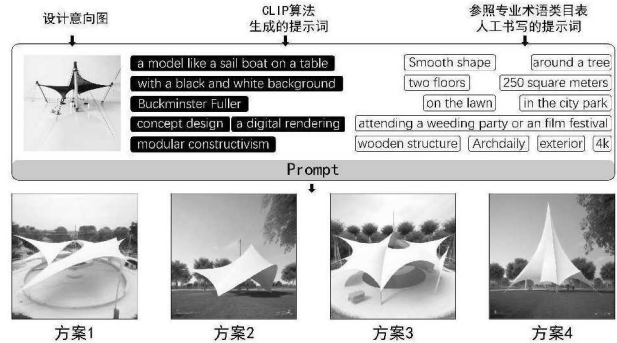 设计意向图
CLIP算法
生成的提示词
参照专业术语类目表
人工书写的提示词
a model like a sail boat on a table
with a black and white background
Buckminster Fuller
concept design a digital rendering
modular constructivism
Smooth shape around a tree
two floors 250 square meters
on the lawn in the city park
attending a weeding party or an film festival
wooden structure Archdaily exterior 4k
Prompt
方案1 方案2 方案3 方案4